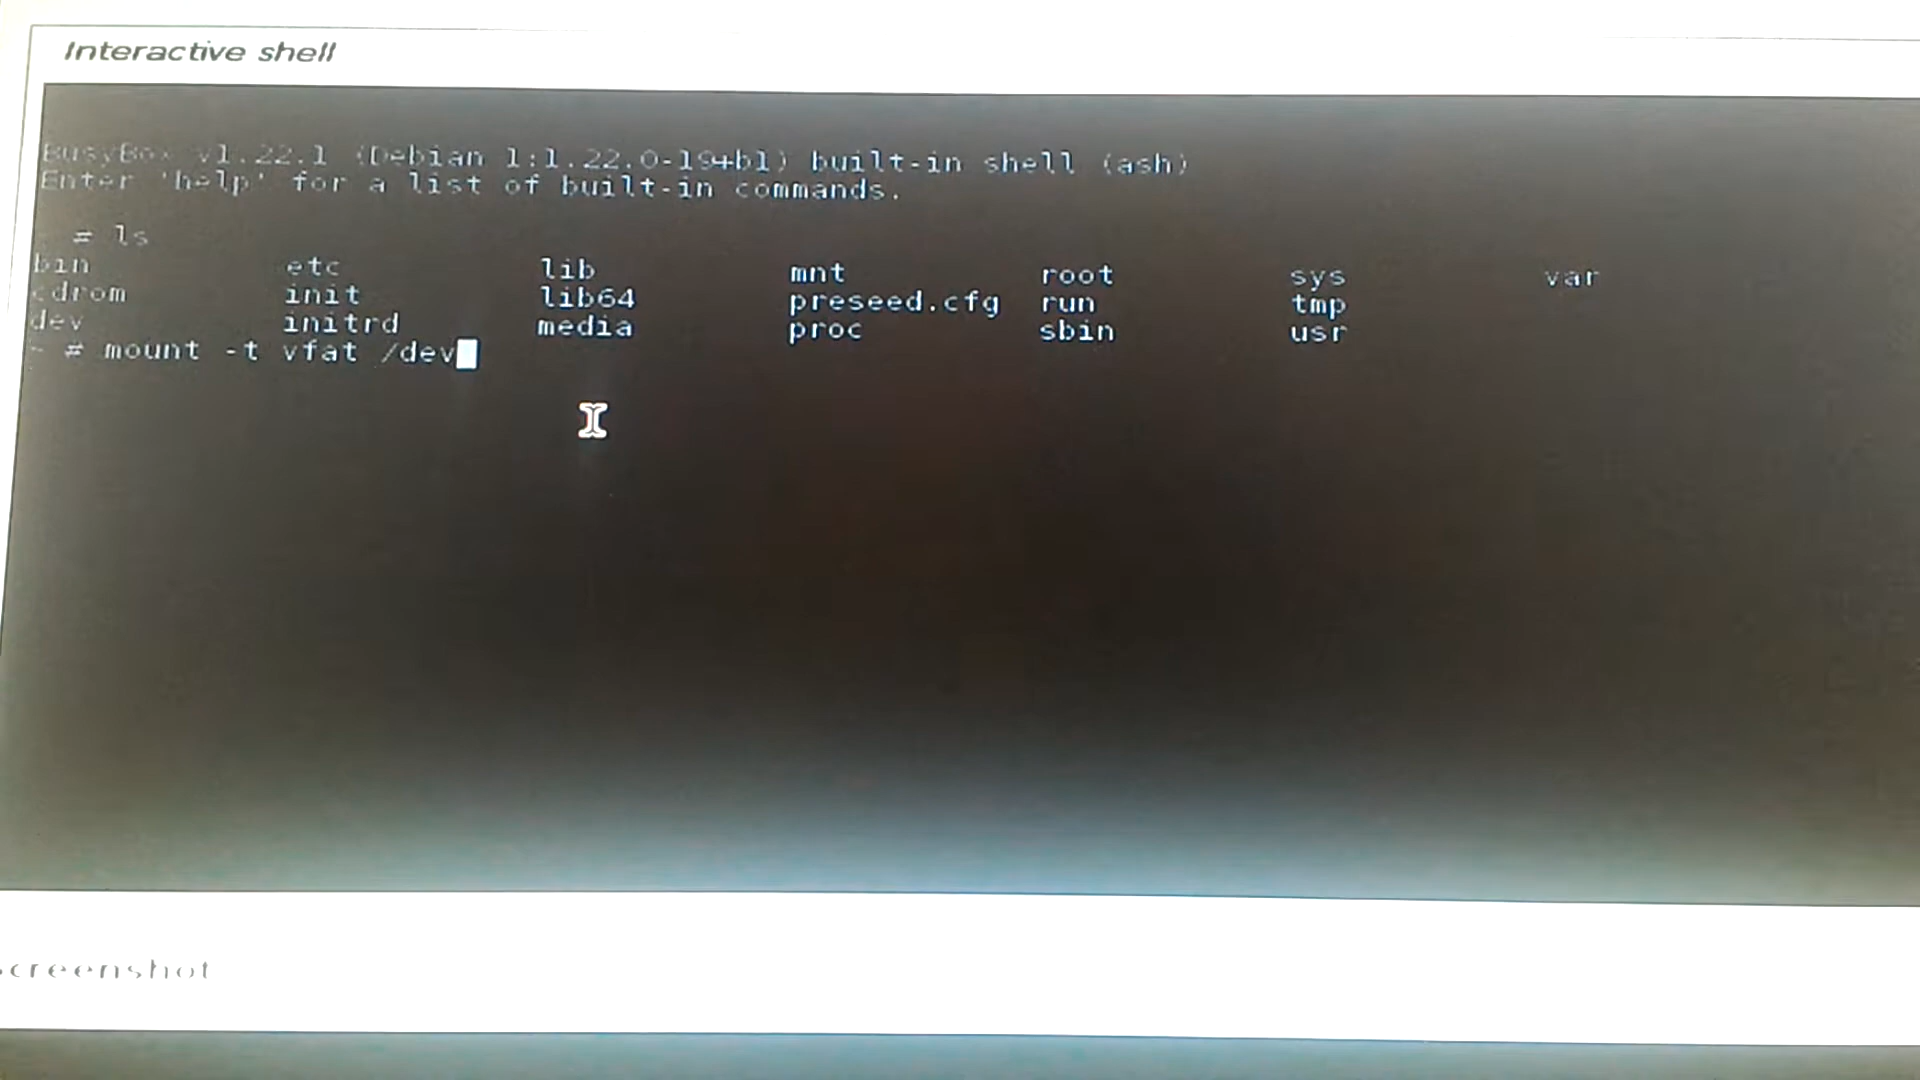 Interactive shell
BusyBox v1.22.1 (Debian 1:1.22.0-19+b1) built-in shell (ash)
Enter 'help' for a list of built-in commands.
# ls
bin etc lib mnt root sys var
cdrom init lib64 preseed.cfg run tmp
dev initrd media proc sbin usr
~ # mount -t vfat /dev
creenshot